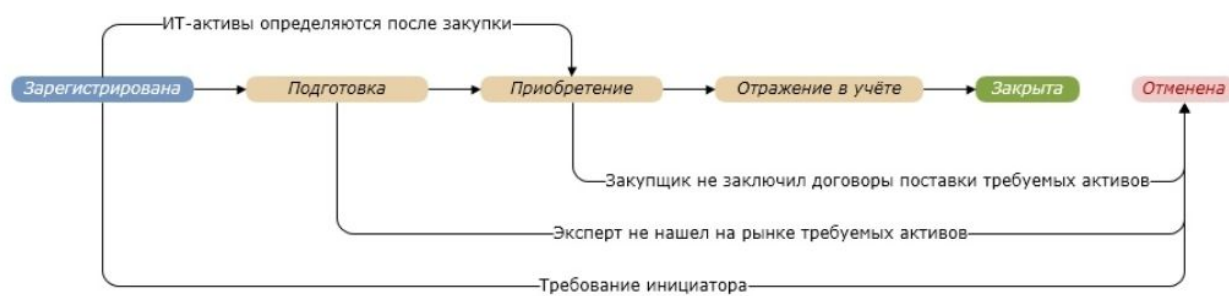 ИТ-активы определяются после закупки
Зарегистрирована Подготовка Приобретение Отражение в учёте Закрыта Отменена
Закупщик не заключил договоры поставки требуемых активов
Эксперт не нашел на рынке требуемых активов
Требование инициатора